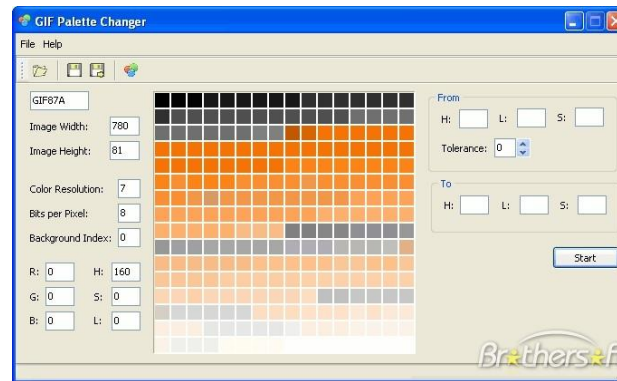 GIF Palette Changer
File Help
GIF87A
Image Width: 780
Image Height: 81
Color Resolution: 7
Bits per Pixel: 8
Background Index: 0
R: 0 H: 160
G: 0 S: 0
B: 0 L: 0
From
H: L: S:
Tolerance: 0
To
H: L: S:
Start